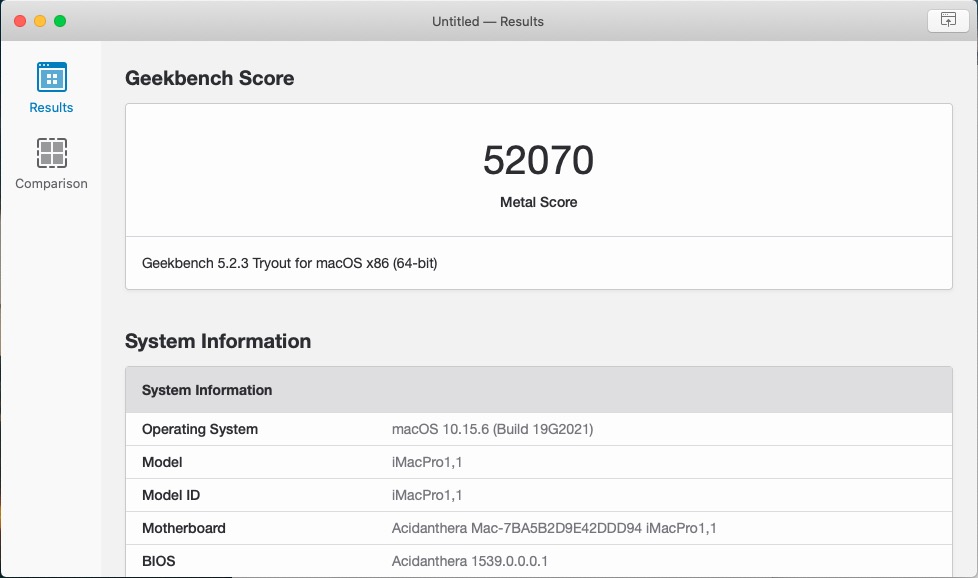 Untitled — Results
Results
Comparison
Geekbench Score
52070
Metal Score
Geekbench 5.2.3 Tryout for macOS x86 (64-bit)
System Information
System Information
Operating System macOS 10.15.6 (Build 19G2021)
Model iMacPro1,1
Model ID iMacPro1,1
Motherboard Acidanthera Mac-7BA5B2D9E42DDD94 iMacPro1,1
BIOS Acidanthera 1539.0.0.0.1